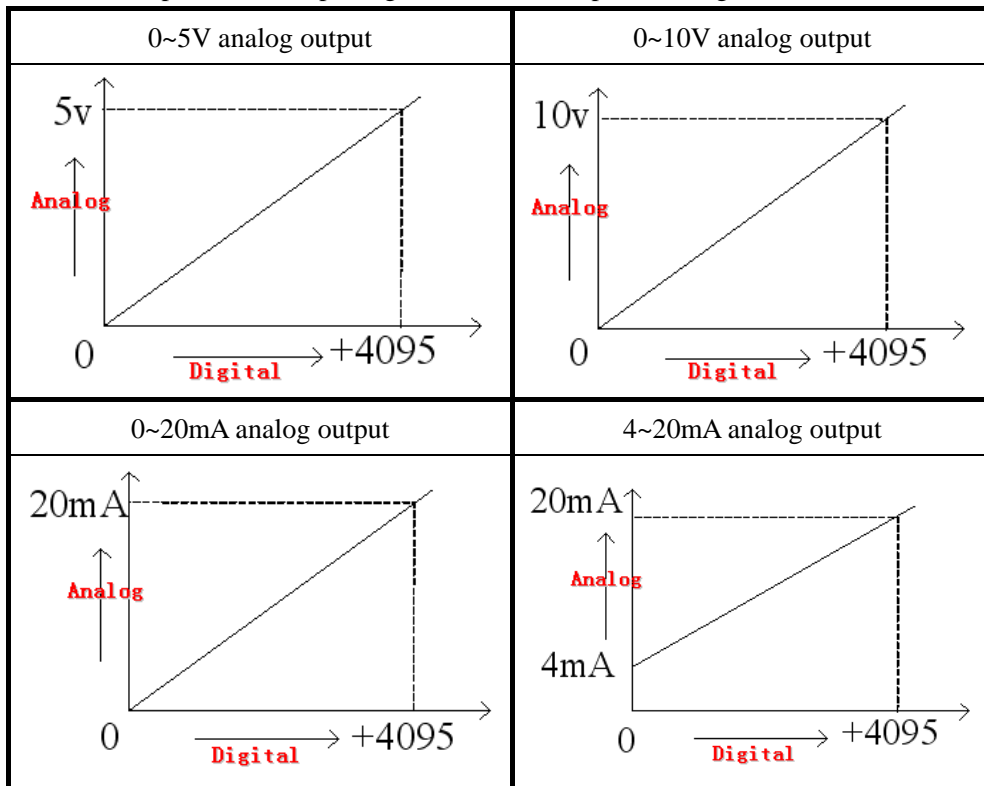 0~5V analog output
0~10V analog output
5v
Analog
0
Digital
+4095
10v
Analog
0
Digital
+4095
0~20mA analog output
4~20mA analog output
20mA
Analog
0
Digital
+4095
20mA
Analog
4mA
0
Digital
+4095